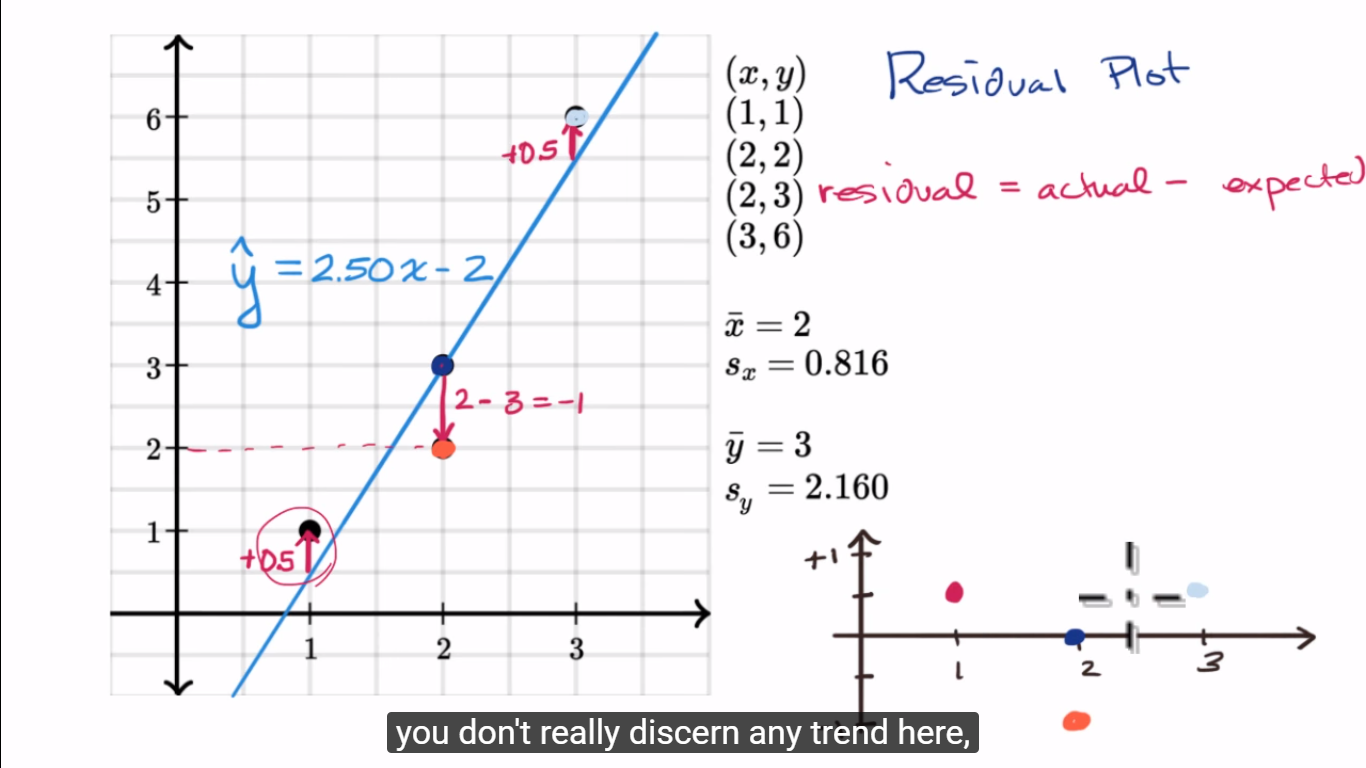 Residual Plot
(x, y)
(1, 1)
(2, 2)
(2, 3)
(3, 6)
residual = actual - expected
6
5
4
3
2
1
1 2 3
+0.5
ŷ = 2.50x - 2
2 - 3 = -1
+0.5
x̄ = 2
sₓ = 0.816
ȳ = 3
s_y = 2.160
+1
1 2 3
you don't really discern any trend here,